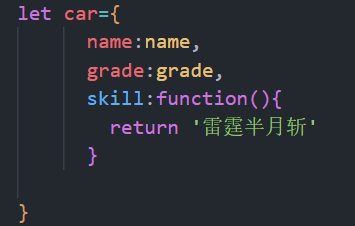 let car={
name:name,
grade:grade,
skill:function(){
return '雷霆半月斩'
}
}